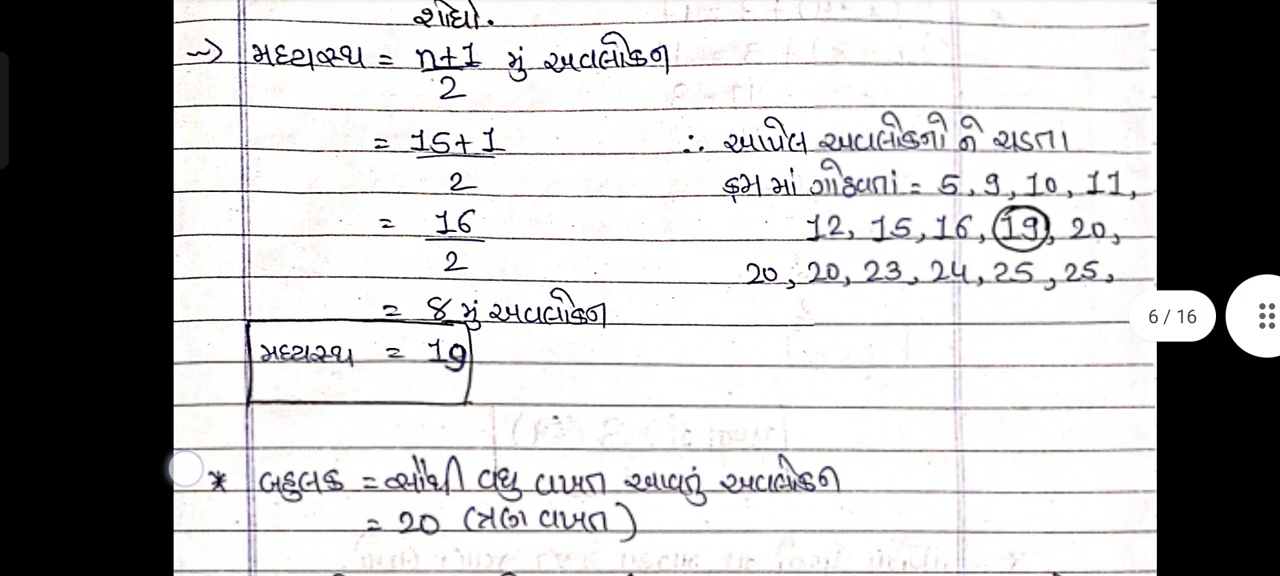 શોધો.
~> મધ્યસ્થ = n+1 મું અવલોકન
2
= 15+1
2
= 16
2
= 8 મું અવલોકન
મધ્યસ્થ = 19
∴ આપેલ અવલોકનો ને ચડતા
ક્રમ માં ગોઠવતાં = 5, 9, 10, 11,
12, 15, 16, 19, 20,
20, 20, 23, 24, 25, 25,
* બહુલક = સૌથી વધુ વખત આવતું અવલોકન
= 20 (ત્રણ વખત)
6 / 16